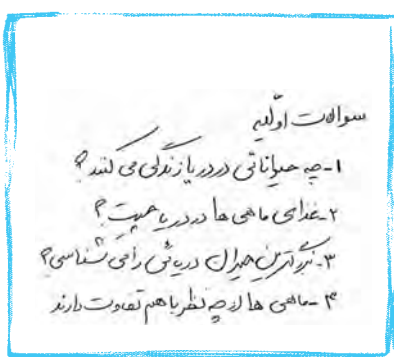 سوالات اولیه
۱- چه حیواناتی در دریا زندگی می کنند؟
۲- غذای ماهی ها در دریا چیست؟
۳- بزرگترین حیوان دریائی را می شناسی؟
۴- ماهی ها از چه نظر با هم تفاوت دارند